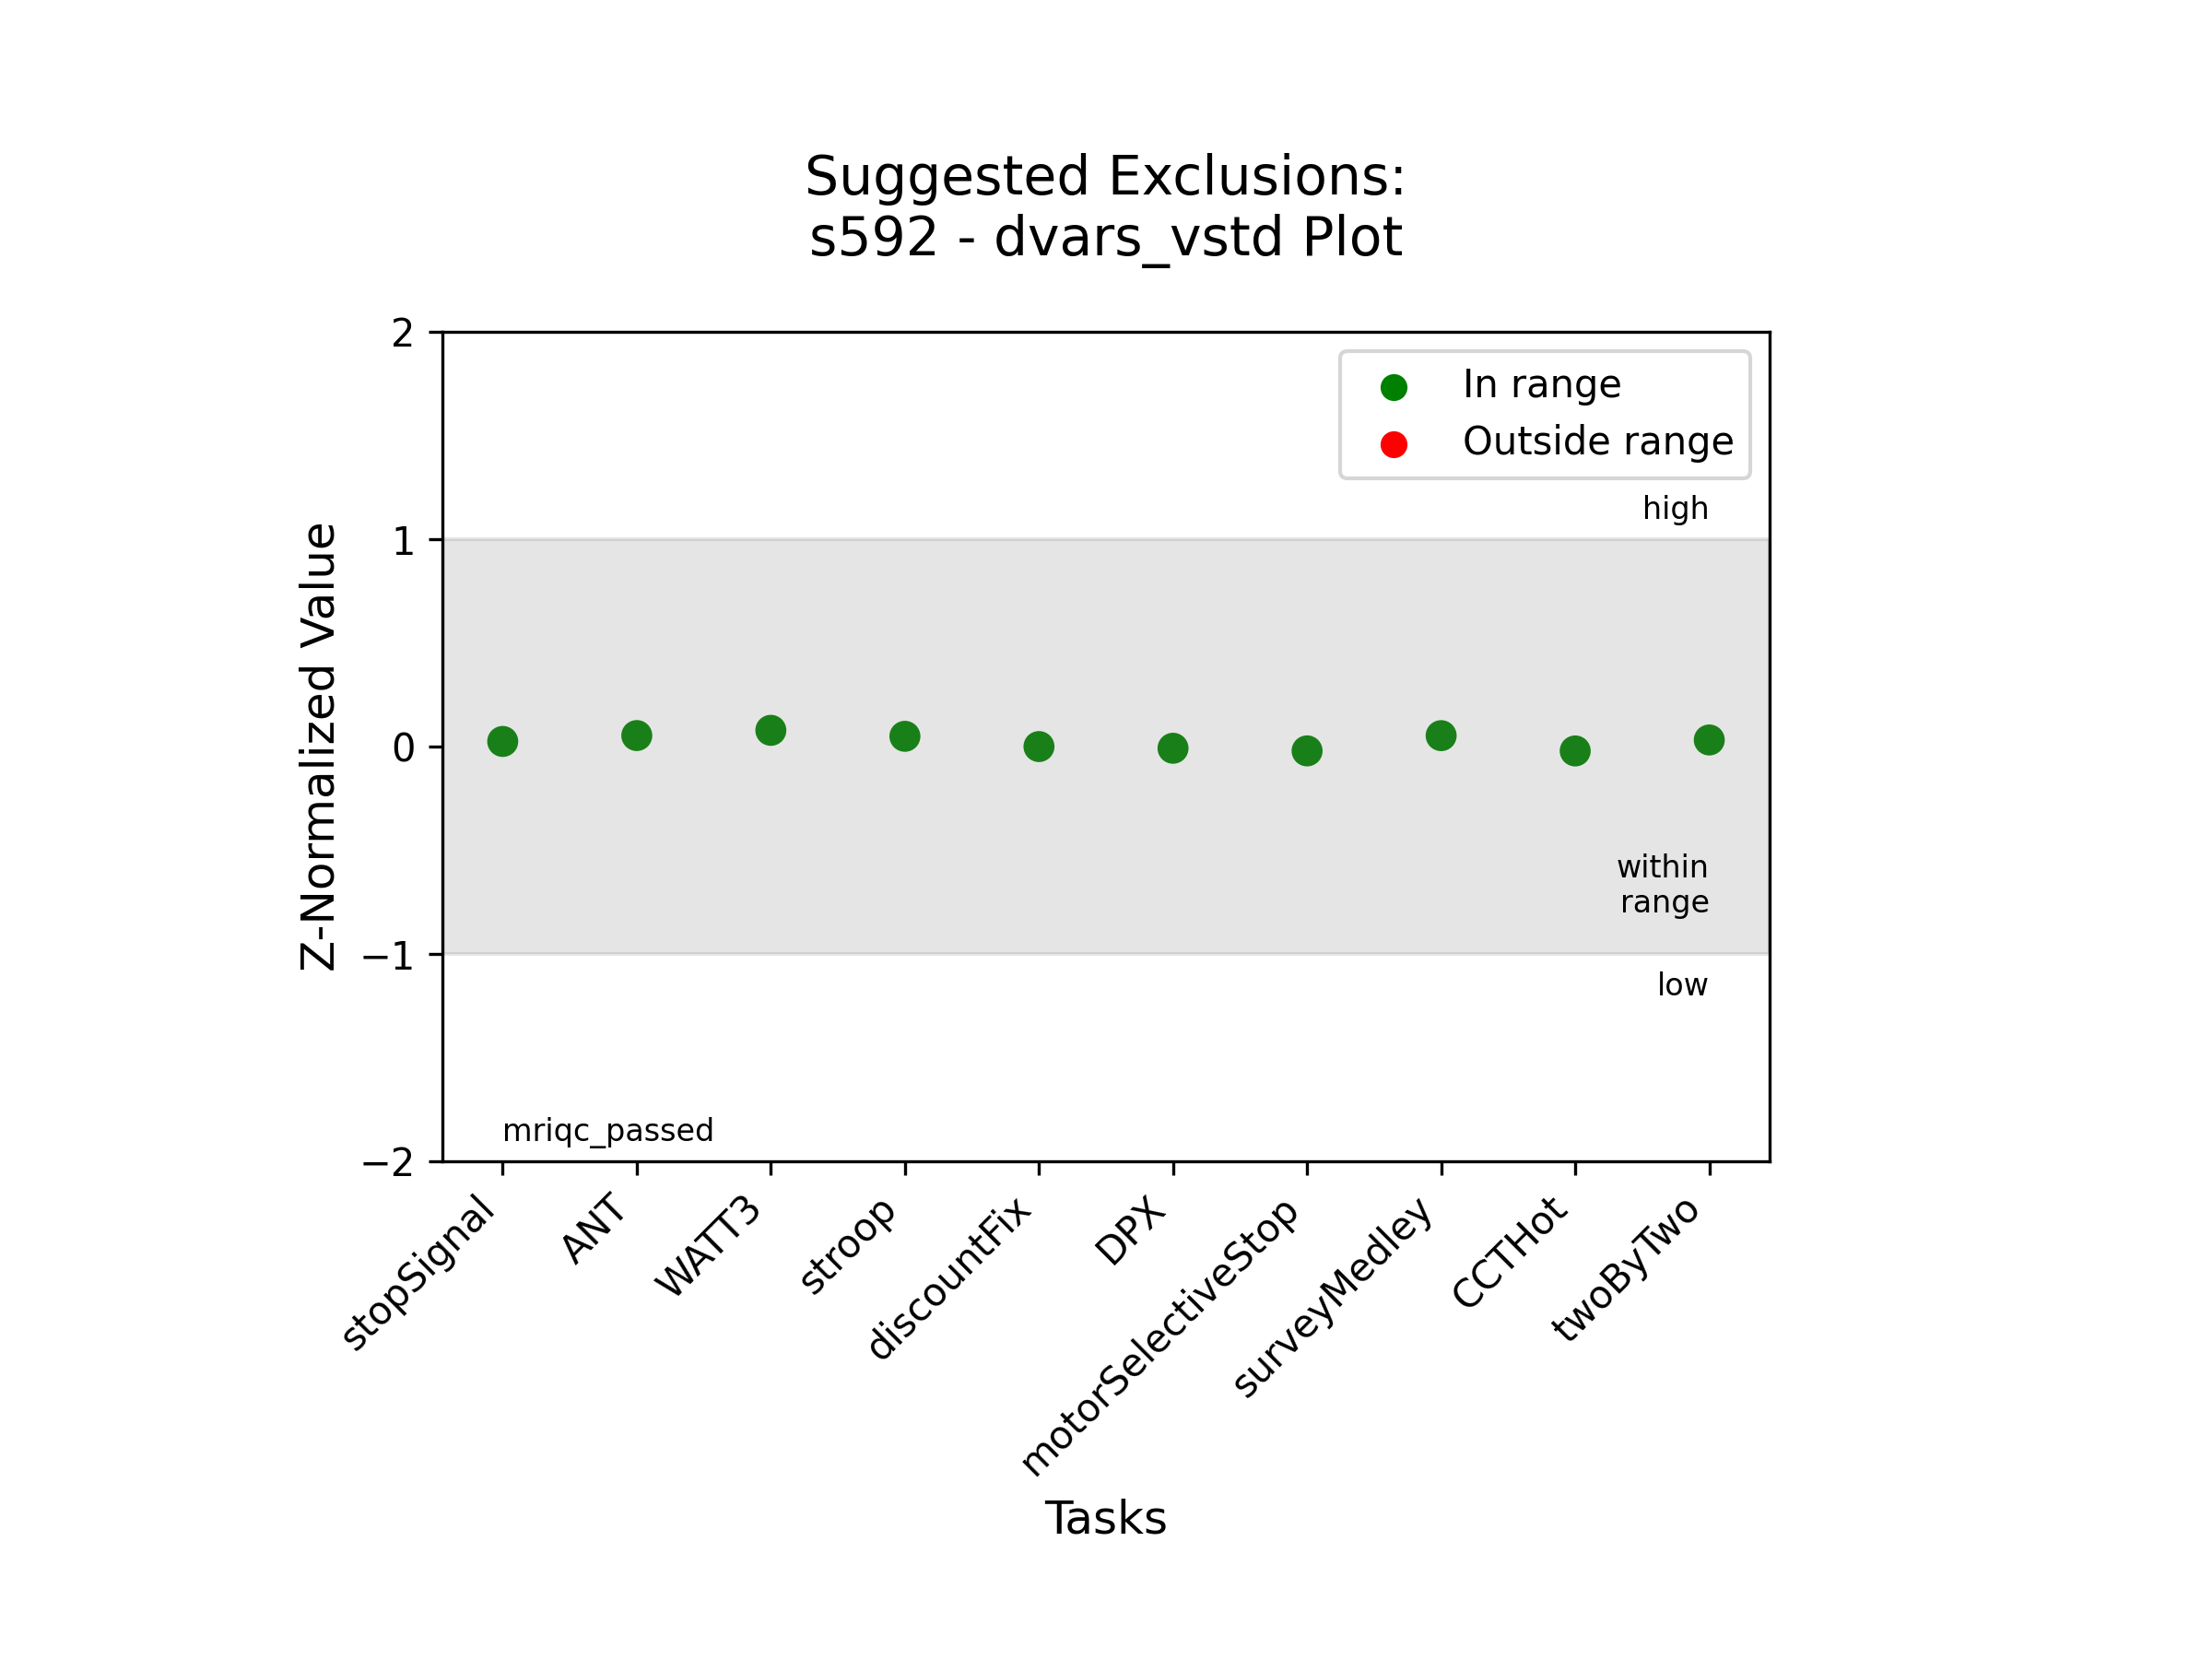 Suggested Exclusions:
s592 - dvars_vstd Plot
2
In range
Outside range
high
1
Z-Normalized Value
0
within
range
−1
low
mriqc_passed
−2
stopSignal
ANT
WATT3
stroop
discountFix
DPX
motorSelectiveStop
surveyMedley
CCTHot
twoByTwo
Tasks